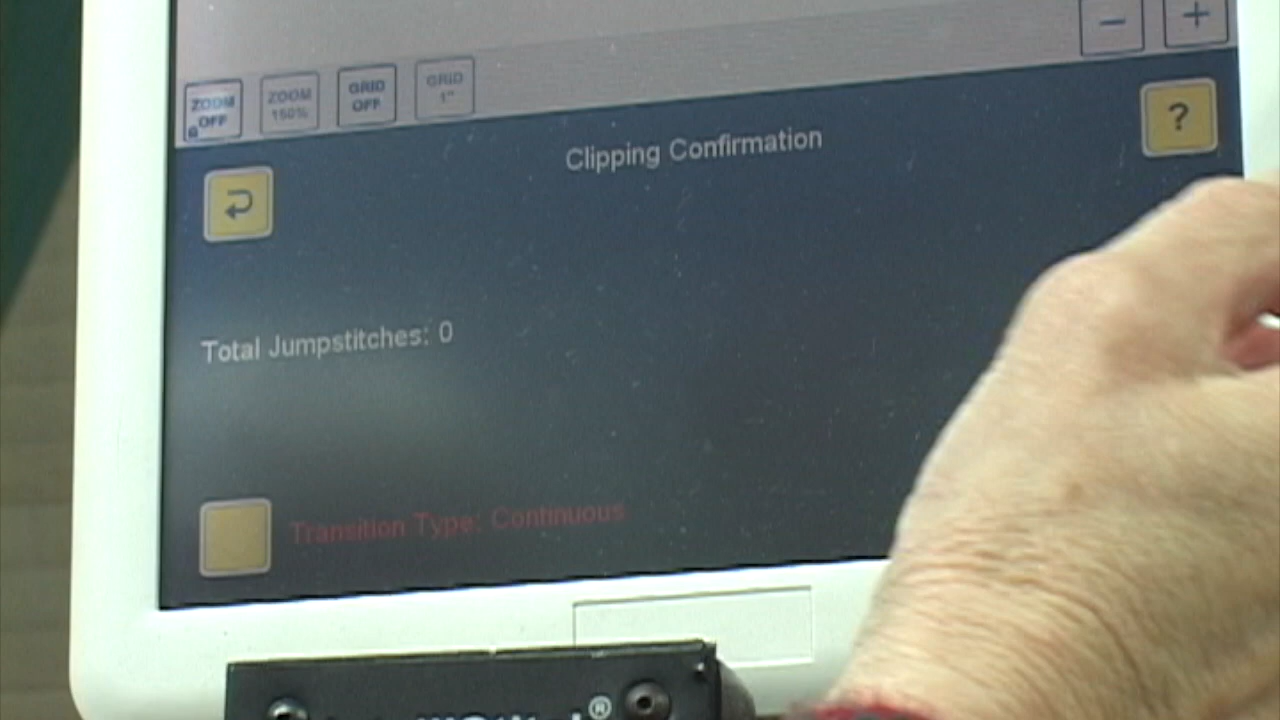 − +
ZOOM OFF
ZOOM 150%
GRID OFF
GRID 1"
?
Clipping Confirmation
Total Jumpstitches: 0
Transition Type: Continuous
®